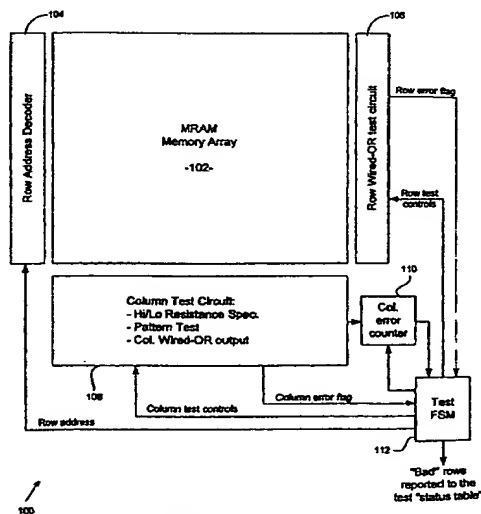 104
106
Row Address Decoder
MRAM
Memory Array
-102-
Row Wired-OR test circuit
Row error flag
Row test
controls
110
Column Test Circuit:
- Hi/Lo Resistance Spec.
- Pattern Test
- Col. Wired-OR output
Col.
error
counter
108
Column error flag
Column test controls
Row address
Test
FSM
112
"Bad" rows
reported to the
test "status table"
100